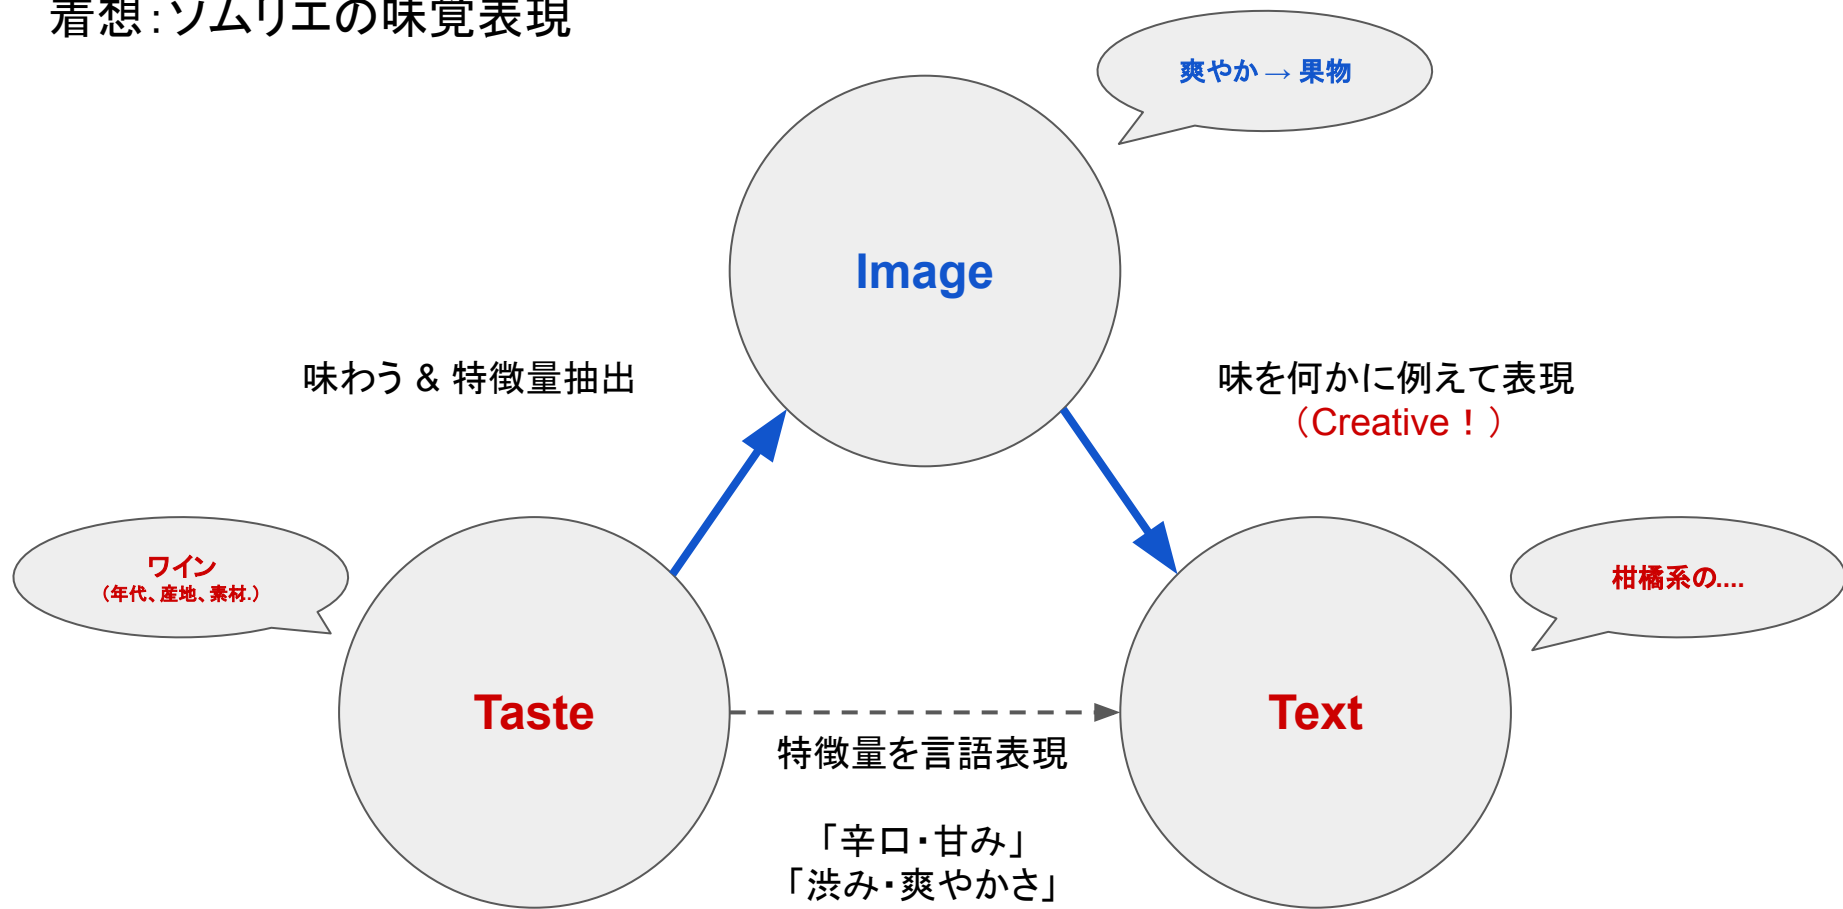 着想：ソムリエの味覚表現
爽やか → 果物
Image
味わう & 特徴量抽出
味を何かに例えて表現
（Creative！）
ワイン
（年代、産地、素材.）
柑橘系の....
Taste
Text
特徴量を言語表現
「辛口・甘み」
「渋み・爽やかさ」